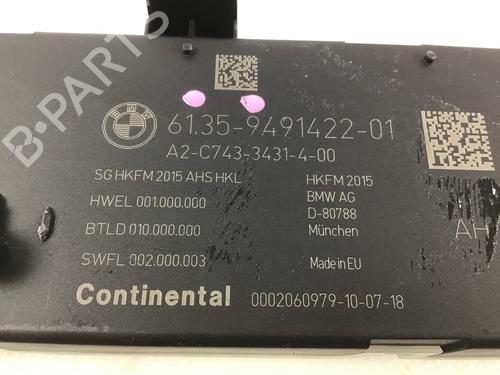 BMW
61.35-9491422-01
A2-C743-3431-4-00
SG HKFM 2015 AHS HKL
HKFM 2015
HWEL 001.000.000
BMW AG
D-80788
BTLD 010.000.000
München
AH
SWFL 002.000.003
Made in EU
Continental
0002060979-10-07-18
B-PARTS